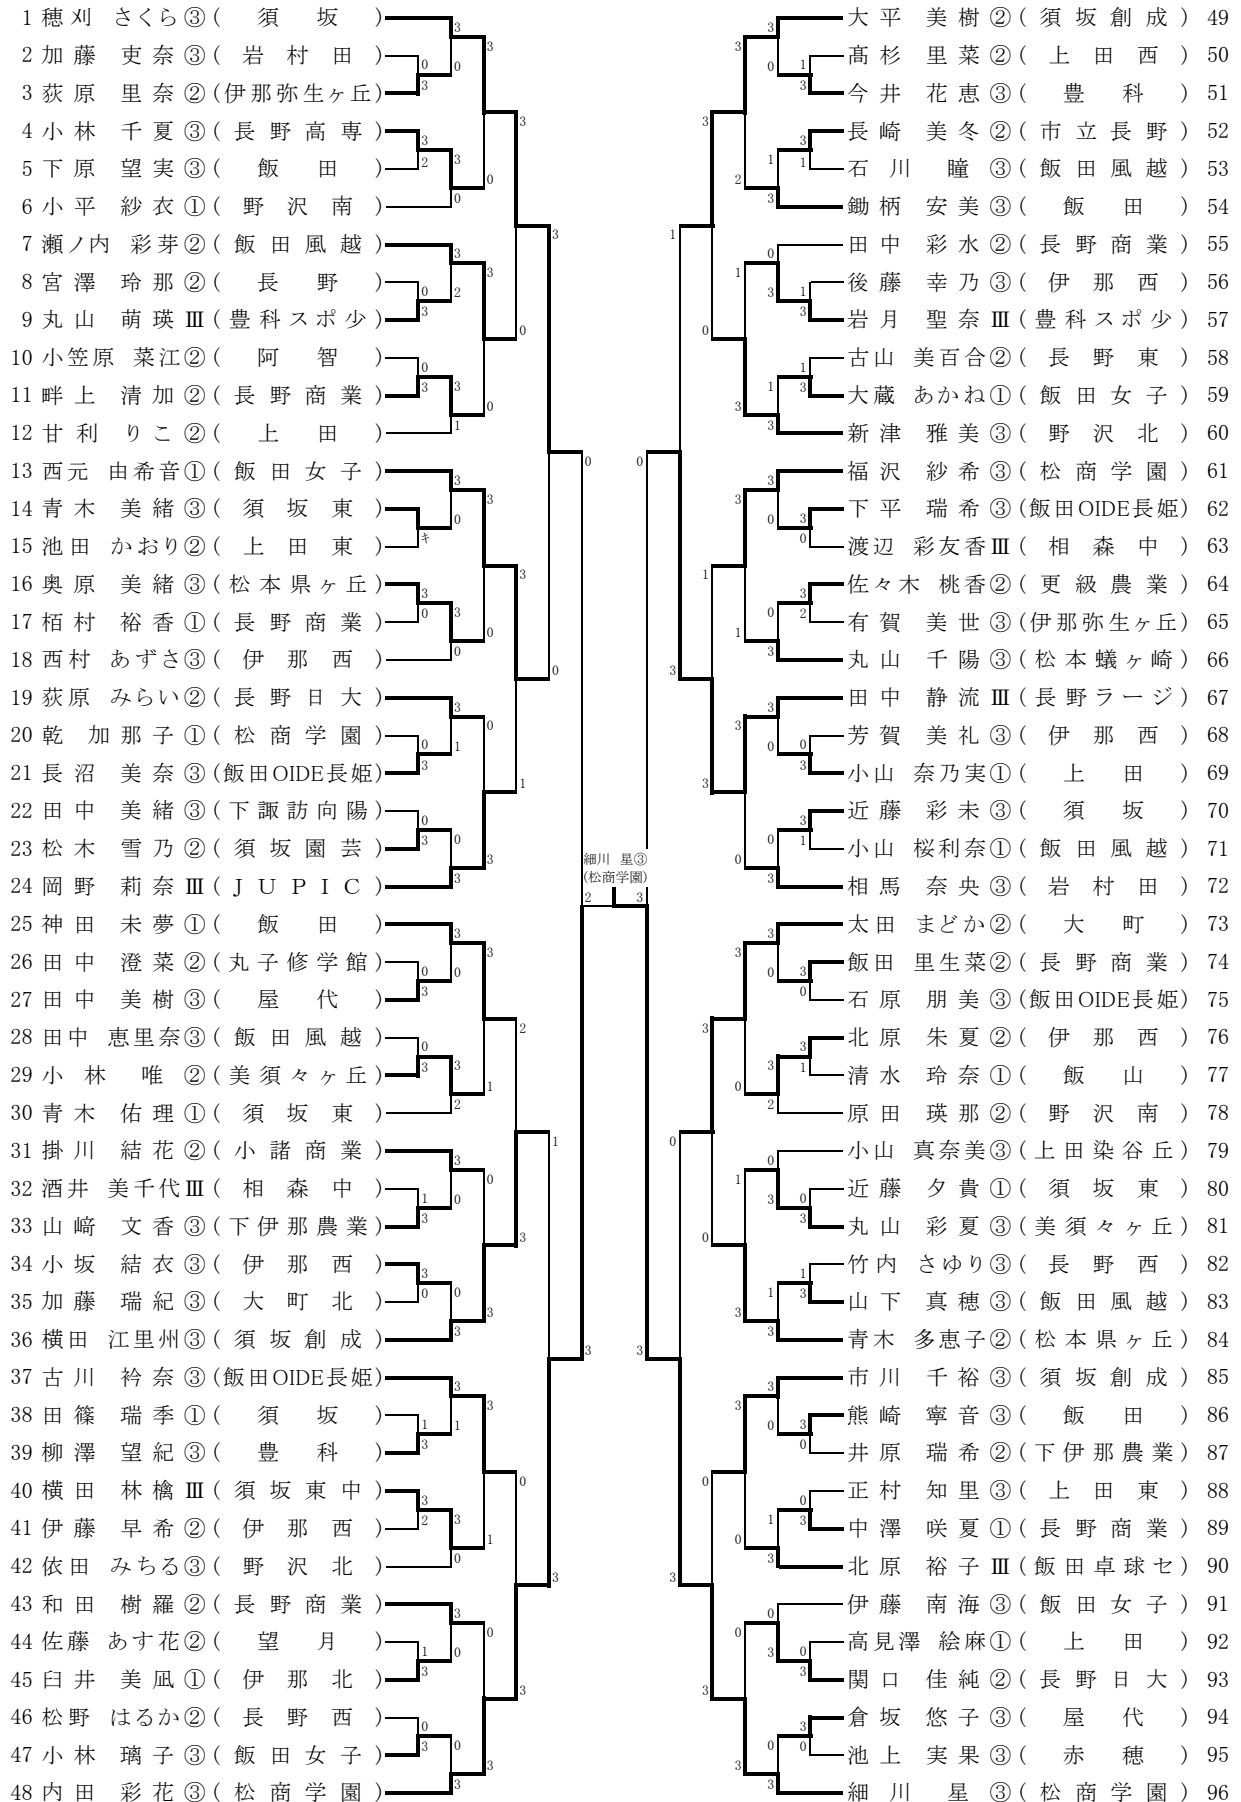 1 穂刈 さくら ③ ( 須 坂 )
2 加藤 吏奈 ③ ( 岩村田 )
3 荻原 里奈 ② (伊那弥生ヶ丘)
4 小林 千夏 ③ ( 長野高専 )
5 下原 望実 ③ ( 飯 田 )
6 小平 紗衣 ① ( 野沢南 )
7 瀬ノ内 彩芽 ② ( 飯田風越 )
8 宮澤 玲那 ② ( 長 野 )
9 丸山 萌瑛 Ⅲ ( 豊科スポ少 )
10 小笠原 菜江 ② ( 阿 智 )
11 畔上 清加 ② ( 長野商業 )
12 甘利 りこ ② ( 上 田 )
13 西元 由希音 ① ( 飯田女子 )
14 青木 美緒 ③ ( 須坂東 )
15 池田 かおり ② ( 上田東 )
16 奥原 美緒 ③ (松本県ヶ丘)
17 栢村 裕香 ① ( 長野商業 )
18 西村 あずさ ③ ( 伊那西 )
19 荻原 みらい ② ( 長野日大 )
20 乾 加那子 ① ( 松商学園 )
21 長沼 美奈 ③ (飯田OIDE長姫)
22 田中 美緒 ③ (下諏訪向陽)
23 松木 雪乃 ② ( 須坂園芸 )
24 岡野 莉奈 Ⅲ ( JUPIC )
25 神田 未夢 ① ( 飯 田 )
26 田中 澄菜 ② (丸子修学館)
27 田中 美樹 ③ ( 屋 代 )
28 田中 恵里奈 ③ ( 飯田風越 )
29 小林 唯 ② (美須々ヶ丘)
30 青木 佑理 ① ( 須坂東 )
31 掛川 結花 ② ( 小諸商業 )
32 酒井 美千代 Ⅲ ( 相森中 )
33 山﨑 文香 ③ (下伊那農業)
34 小坂 結衣 ③ ( 伊那西 )
35 加藤 瑞紀 ③ ( 大町北 )
36 横田 江里州 ③ ( 須坂創成 )
37 古川 衿奈 ③ (飯田OIDE長姫)
38 田篠 瑞季 ① ( 須 坂 )
39 柳澤 望紀 ③ ( 豊 科 )
40 横田 林檎 Ⅲ ( 須坂東中 )
41 伊藤 早希 ② ( 伊那西 )
42 依田 みちる ③ ( 野沢北 )
43 和田 樹羅 ② ( 長野商業 )
44 佐藤 あす花 ② ( 望 月 )
45 臼井 美凪 ① ( 伊那北 )
46 松野 はるか ② ( 長野西 )
47 小林 璃子 ③ ( 飯田女子 )
48 内田 彩花 ③ ( 松商学園 )
細川 星③
(松商学園)
2 3
大平 美樹 ② ( 須坂創成 ) 49
髙杉 里菜 ② ( 上田西 ) 50
今井 花恵 ③ ( 豊 科 ) 51
長崎 美冬 ② ( 市立長野 ) 52
石川 瞳 ③ ( 飯田風越 ) 53
鋤柄 安美 ③ ( 飯 田 ) 54
田中 彩水 ② ( 長野商業 ) 55
後藤 幸乃 ③ ( 伊那西 ) 56
岩月 聖奈 Ⅲ ( 豊科スポ少 ) 57
古山 美百合 ② ( 長野東 ) 58
大蔵 あかね ① ( 飯田女子 ) 59
新津 雅美 ③ ( 野沢北 ) 60
福沢 紗希 ③ ( 松商学園 ) 61
下平 瑞希 ③ (飯田OIDE長姫) 62
渡辺 彩友香 Ⅲ ( 相森中 ) 63
佐々木 桃香 ② ( 更級農業 ) 64
有賀 美世 ③ (伊那弥生ヶ丘) 65
丸山 千陽 ③ (松本蟻ヶ崎) 66
田中 静流 Ⅲ (長野ラージ) 67
芳賀 美礼 ③ ( 伊那西 ) 68
小山 奈乃実 ① ( 上 田 ) 69
近藤 彩未 ③ ( 須 坂 ) 70
小山 桜利奈 ① ( 飯田風越 ) 71
相馬 奈央 ③ ( 岩村田 ) 72
太田 まどか ② ( 大 町 ) 73
飯田 里生菜 ② ( 長野商業 ) 74
石原 朋美 ③ (飯田OIDE長姫) 75
北原 朱夏 ② ( 伊那西 ) 76
清水 玲奈 ① ( 飯 山 ) 77
原田 瑛那 ② ( 野沢南 ) 78
小山 真奈美 ③ (上田染谷丘) 79
近藤 夕貴 ① ( 須坂東 ) 80
丸山 彩夏 ③ (美須々ヶ丘) 81
竹内 さゆり ③ ( 長野西 ) 82
山下 真穂 ③ ( 飯田風越 ) 83
青木 多恵子 ② (松本県ヶ丘) 84
市川 千裕 ③ ( 須坂創成 ) 85
熊崎 寧音 ③ ( 飯 田 ) 86
井原 瑞希 ② (下伊那農業) 87
正村 知里 ③ ( 上田東 ) 88
中澤 咲夏 ① ( 長野商業 ) 89
北原 裕子 Ⅲ (飯田卓球セ) 90
伊藤 南海 ③ ( 飯田女子 ) 91
高見澤 絵麻 ① ( 上 田 ) 92
関口 佳純 ② ( 長野日大 ) 93
倉坂 悠子 ③ ( 屋 代 ) 94
池上 実果 ③ ( 赤 穂 ) 95
細川 星 ③ ( 松商学園 ) 96